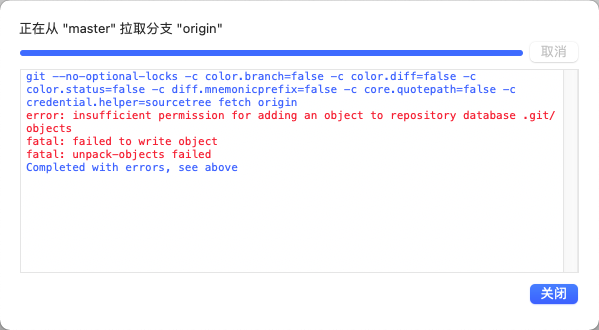 正在从 "master" 拉取分支 "origin"
取消
git --no-optional-locks -c color.branch=false -c color.diff=false -c
color.status=false -c diff.mnemonicprefix=false -c core.quotepath=false -c
credential.helper=sourcetree fetch origin
error: insufficient permission for adding an object to repository database .git/
objects
fatal: failed to write object
fatal: unpack-objects failed
Completed with errors, see above
关闭